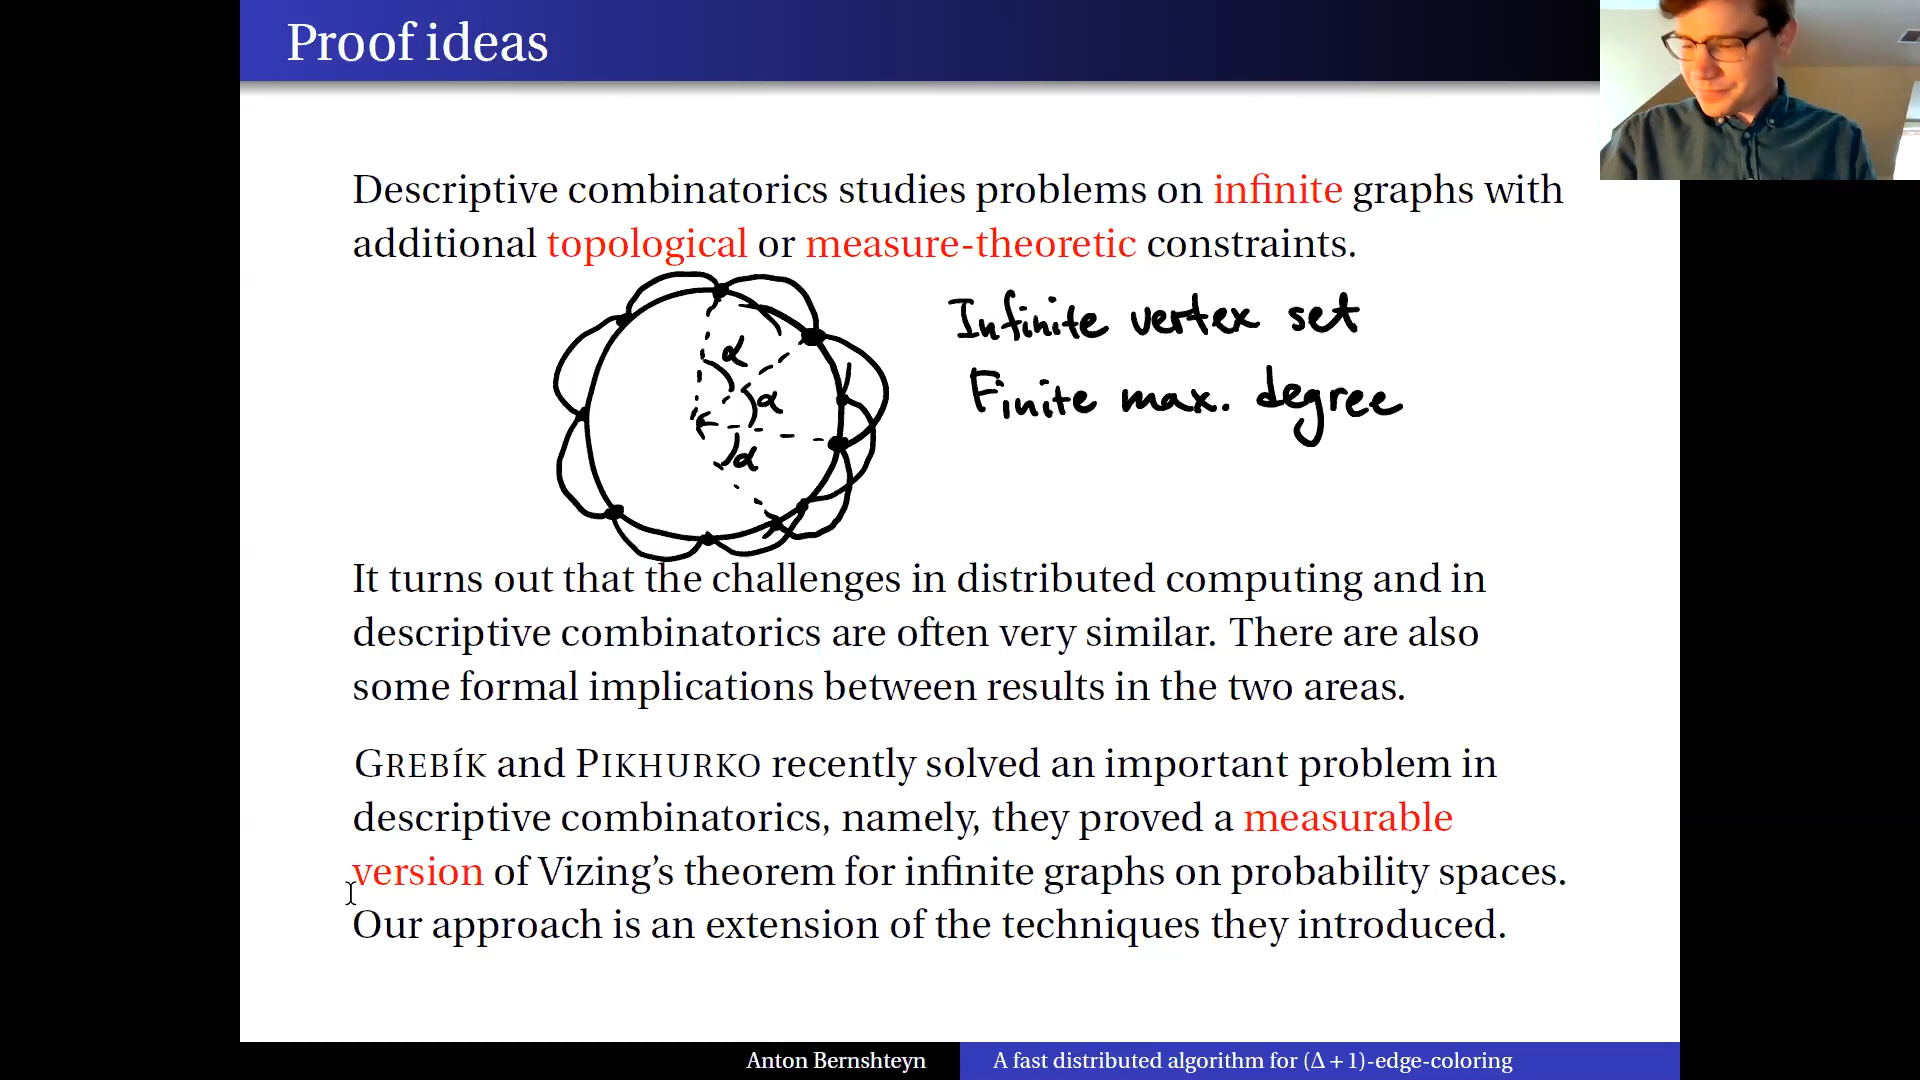 Proof ideas
Descriptive combinatorics studies problems on infinite graphs with
additional topological or measure-theoretic constraints.
Infinite vertex set
Finite max. degree
α
α
α
It turns out that the challenges in distributed computing and in
descriptive combinatorics are often very similar. There are also
some formal implications between results in the two areas.
GREBÍK and PIKHURKO recently solved an important problem in
descriptive combinatorics, namely, they proved a measurable
version of Vizing's theorem for infinite graphs on probability spaces.
Our approach is an extension of the techniques they introduced.
Anton Bernshteyn
A fast distributed algorithm for (Δ + 1)-edge-coloring